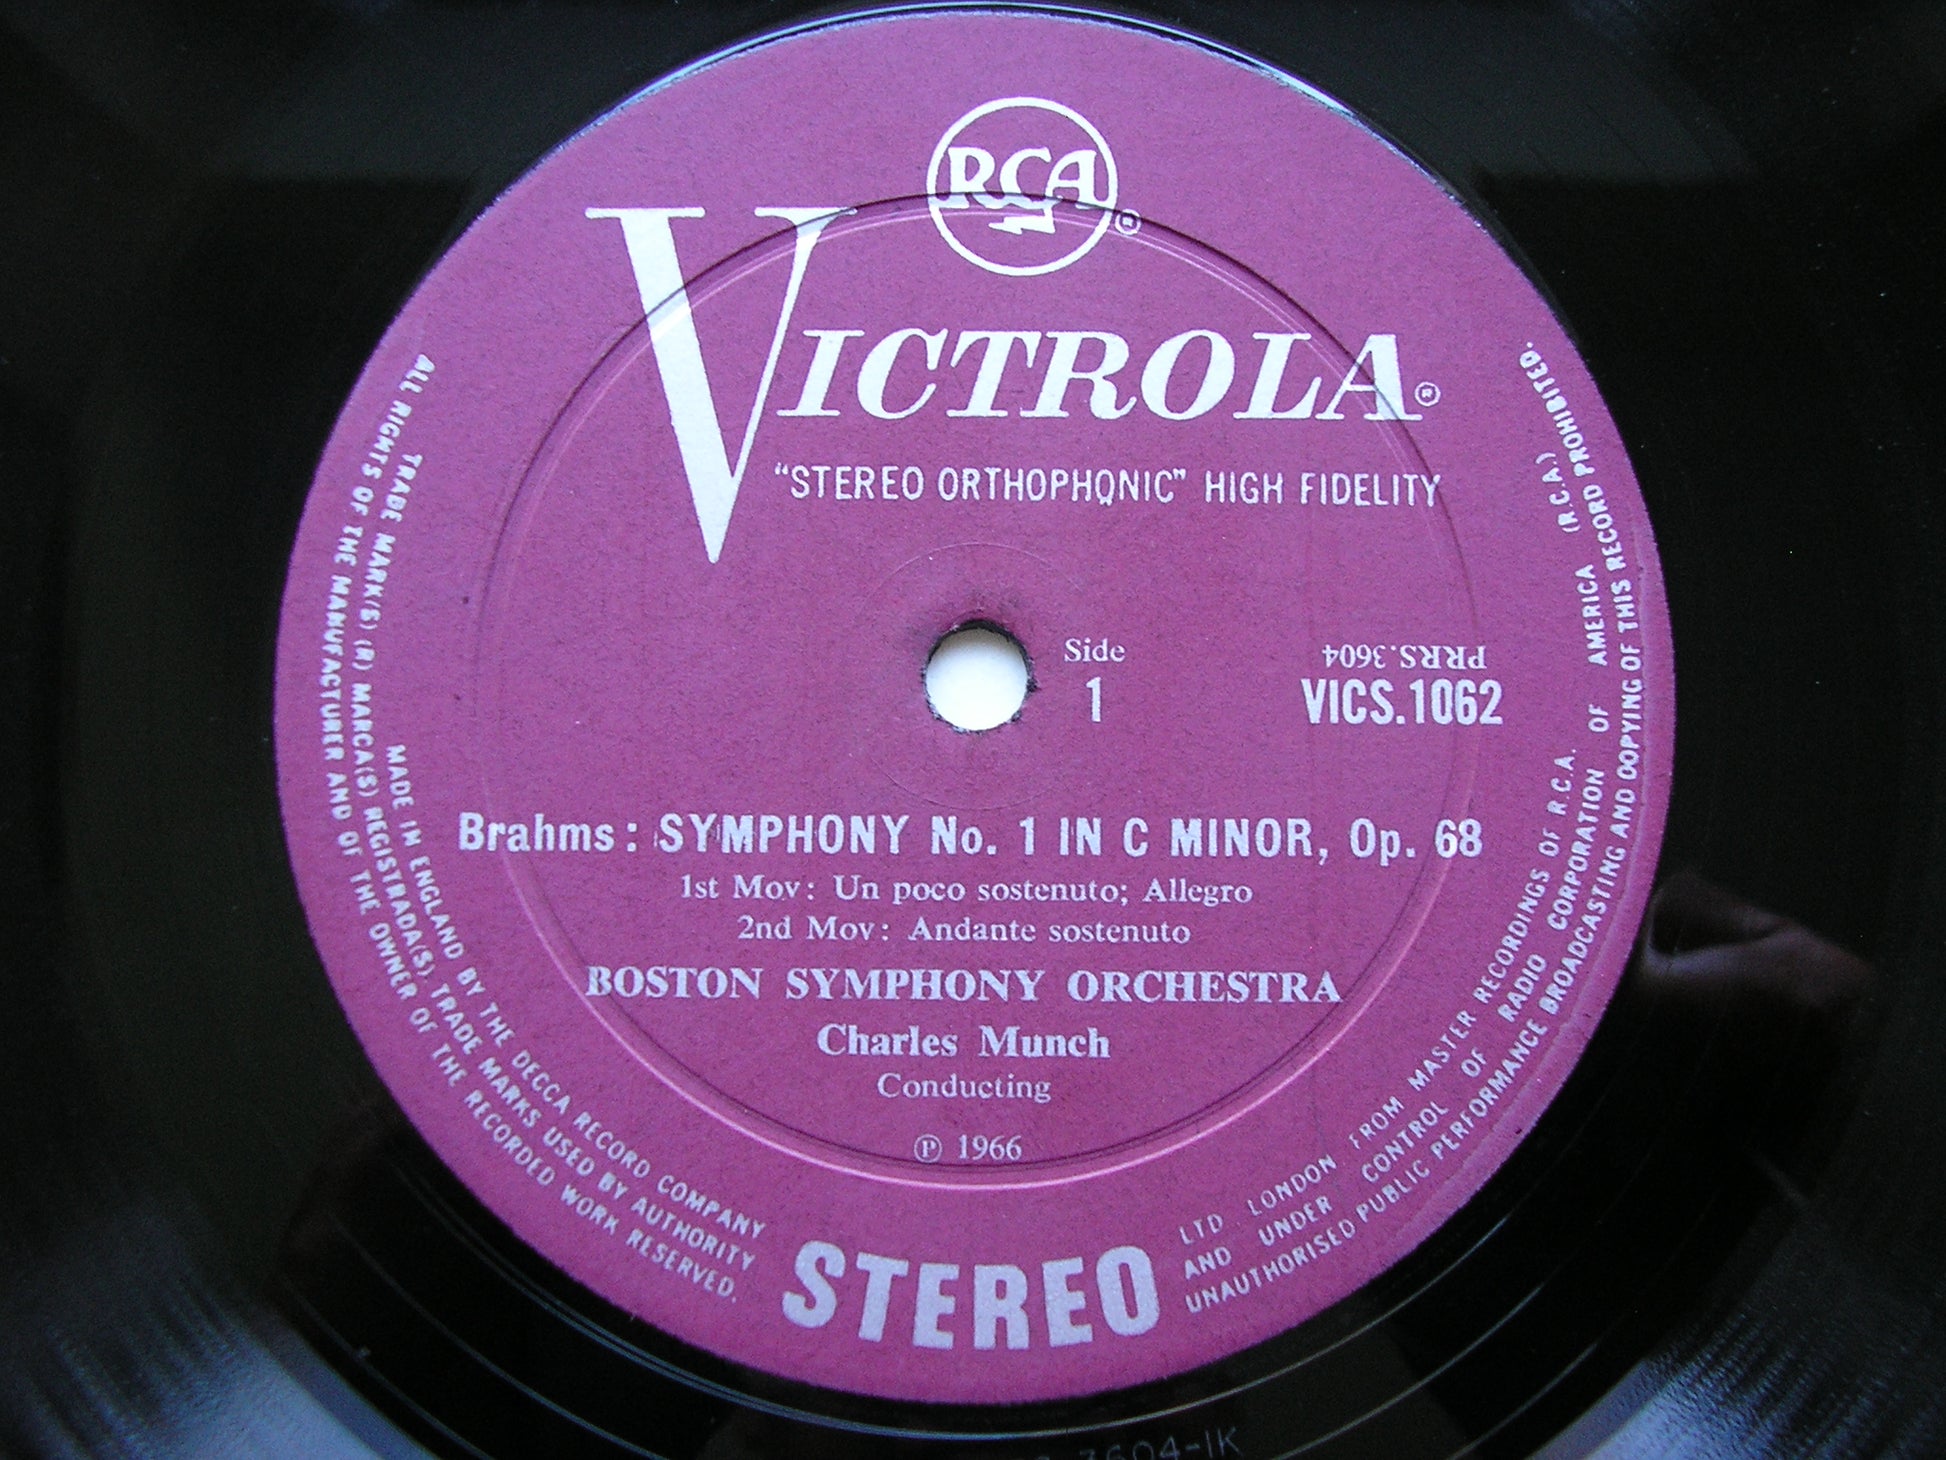 RCA ®
VICTROLA ®
"STEREO ORTHOPHONIC" HIGH FIDELITY
Side
1
PRRS.3604
VICS.1062
Brahms: SYMPHONY No. 1 IN C MINOR, Op. 68
1st Mov: Un poco sostenuto; Allegro
2nd Mov: Andante sostenuto
BOSTON SYMPHONY ORCHESTRA
Charles Munch
Conducting
℗ 1966
STEREO
MADE IN ENGLAND BY THE DECCA RECORD COMPANY LTD LONDON FROM MASTER RECORDINGS OF R.C.A.
TRADE MARK(S) (R) MARCA(S) REGISTRADA(S), TRADE MARKS USED BY AUTHORITY AND UNDER CONTROL OF RADIO CORPORATION OF AMERICA (R.C.A.)
ALL RIGHTS OF THE MANUFACTURER AND OF THE OWNER OF THE RECORDED WORK RESERVED. UNAUTHORISED PUBLIC PERFORMANCE BROADCASTING AND COPYING OF THIS RECORD PROHIBITED.
3604-1K